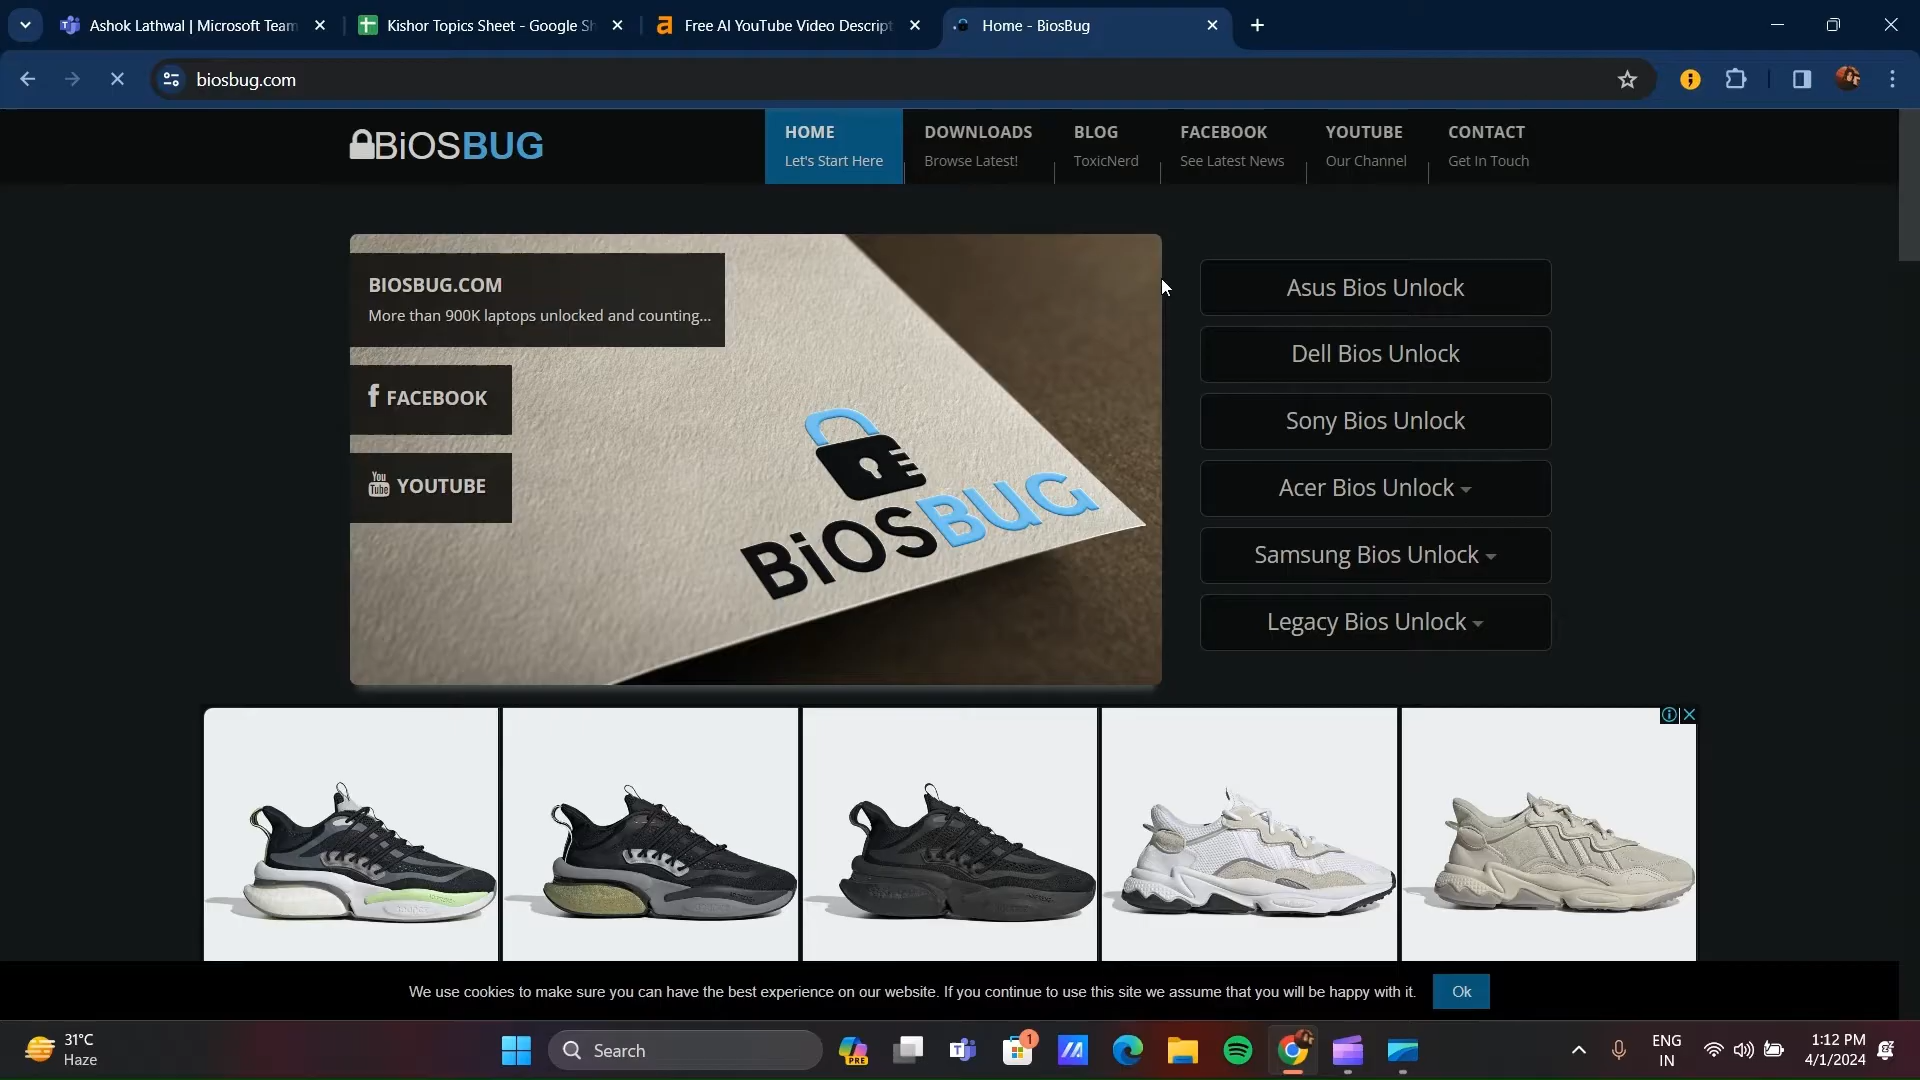 Ashok Lathwal | Microsoft Team
Kishor Topics Sheet - Google Sh
Free AI YouTube Video Descript
Home - BiosBug
biosbug.com
BiOSBUG
HOME
Let's Start Here
DOWNLOADS
Browse Latest!
BLOG
ToxicNerd
FACEBOOK
See Latest News
YOUTUBE
Our Channel
CONTACT
Get In Touch
BIOSBUG.COM
More than 900K laptops unlocked and counting...
f FACEBOOK
You Tube YOUTUBE
BiOSBUG
Asus Bios Unlock
Dell Bios Unlock
Sony Bios Unlock
Acer Bios Unlock
Samsung Bios Unlock
Legacy Bios Unlock
We use cookies to make sure you can have the best experience on our website. If you continue to use this site we assume that you will be happy with it.
Ok
31°C
Haze
Search
PRE
1
ENG
IN
1:12 PM
4/1/2024